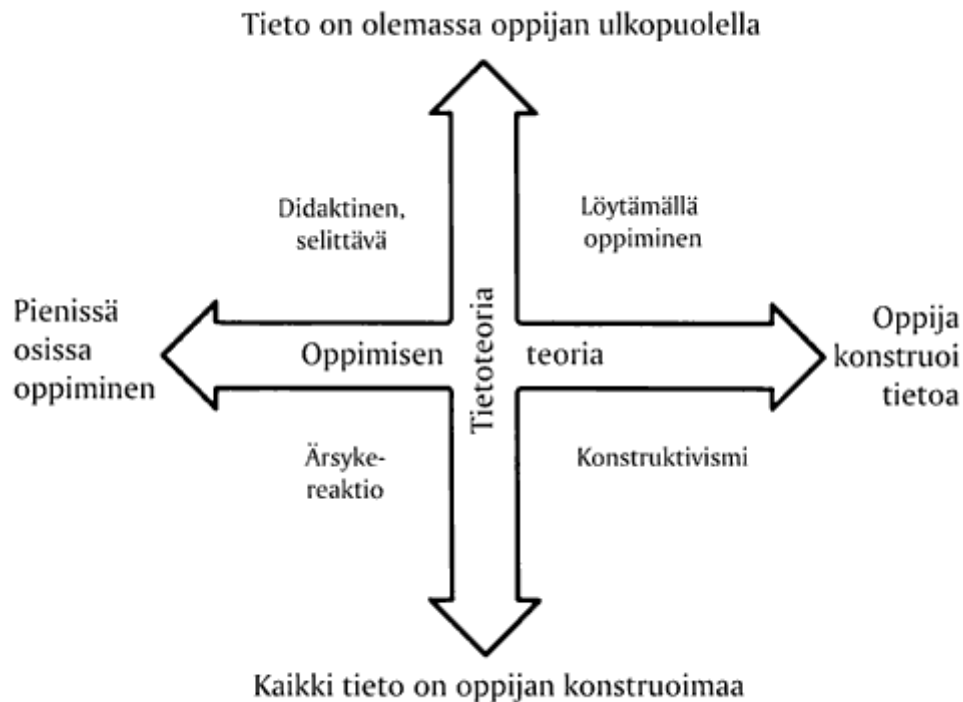 Tieto on olemassa oppijan ulkopuolella
Didaktinen,
selittävä
Löytämällä
oppiminen
Pienissä
osissa
oppiminen
Oppimisen teoria
Tietoteoria
Oppija
konstruoi
tietoa
Ärsyke-
reaktio
Konstruktivismi
Kaikki tieto on oppijan konstruoimaa